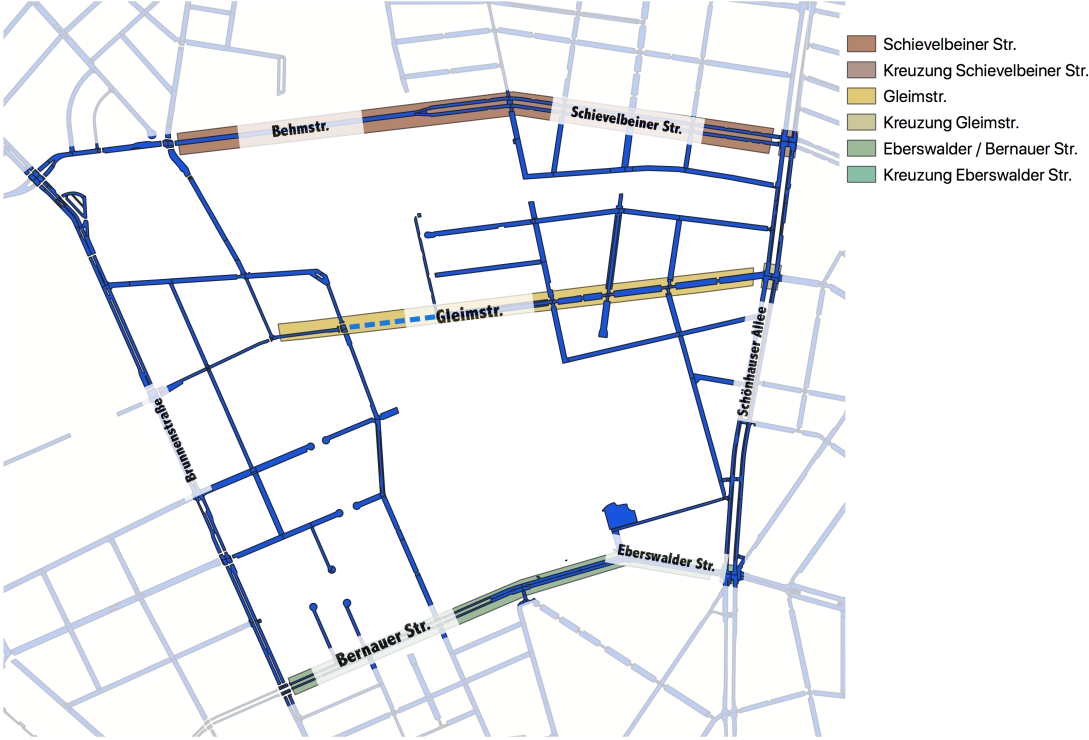 Schievelbeiner Str.
Kreuzung Schievelbeiner Str.
Gleimstr.
Kreuzung Gleimstr.
Eberswalder / Bernauer Str.
Kreuzung Eberswalder Str.
Behmstr.
Schievelbeiner Str.
Gleimstr.
Schönhauser Allee
Brunnenstraße
Eberswalder Str.
Bernauer Str.